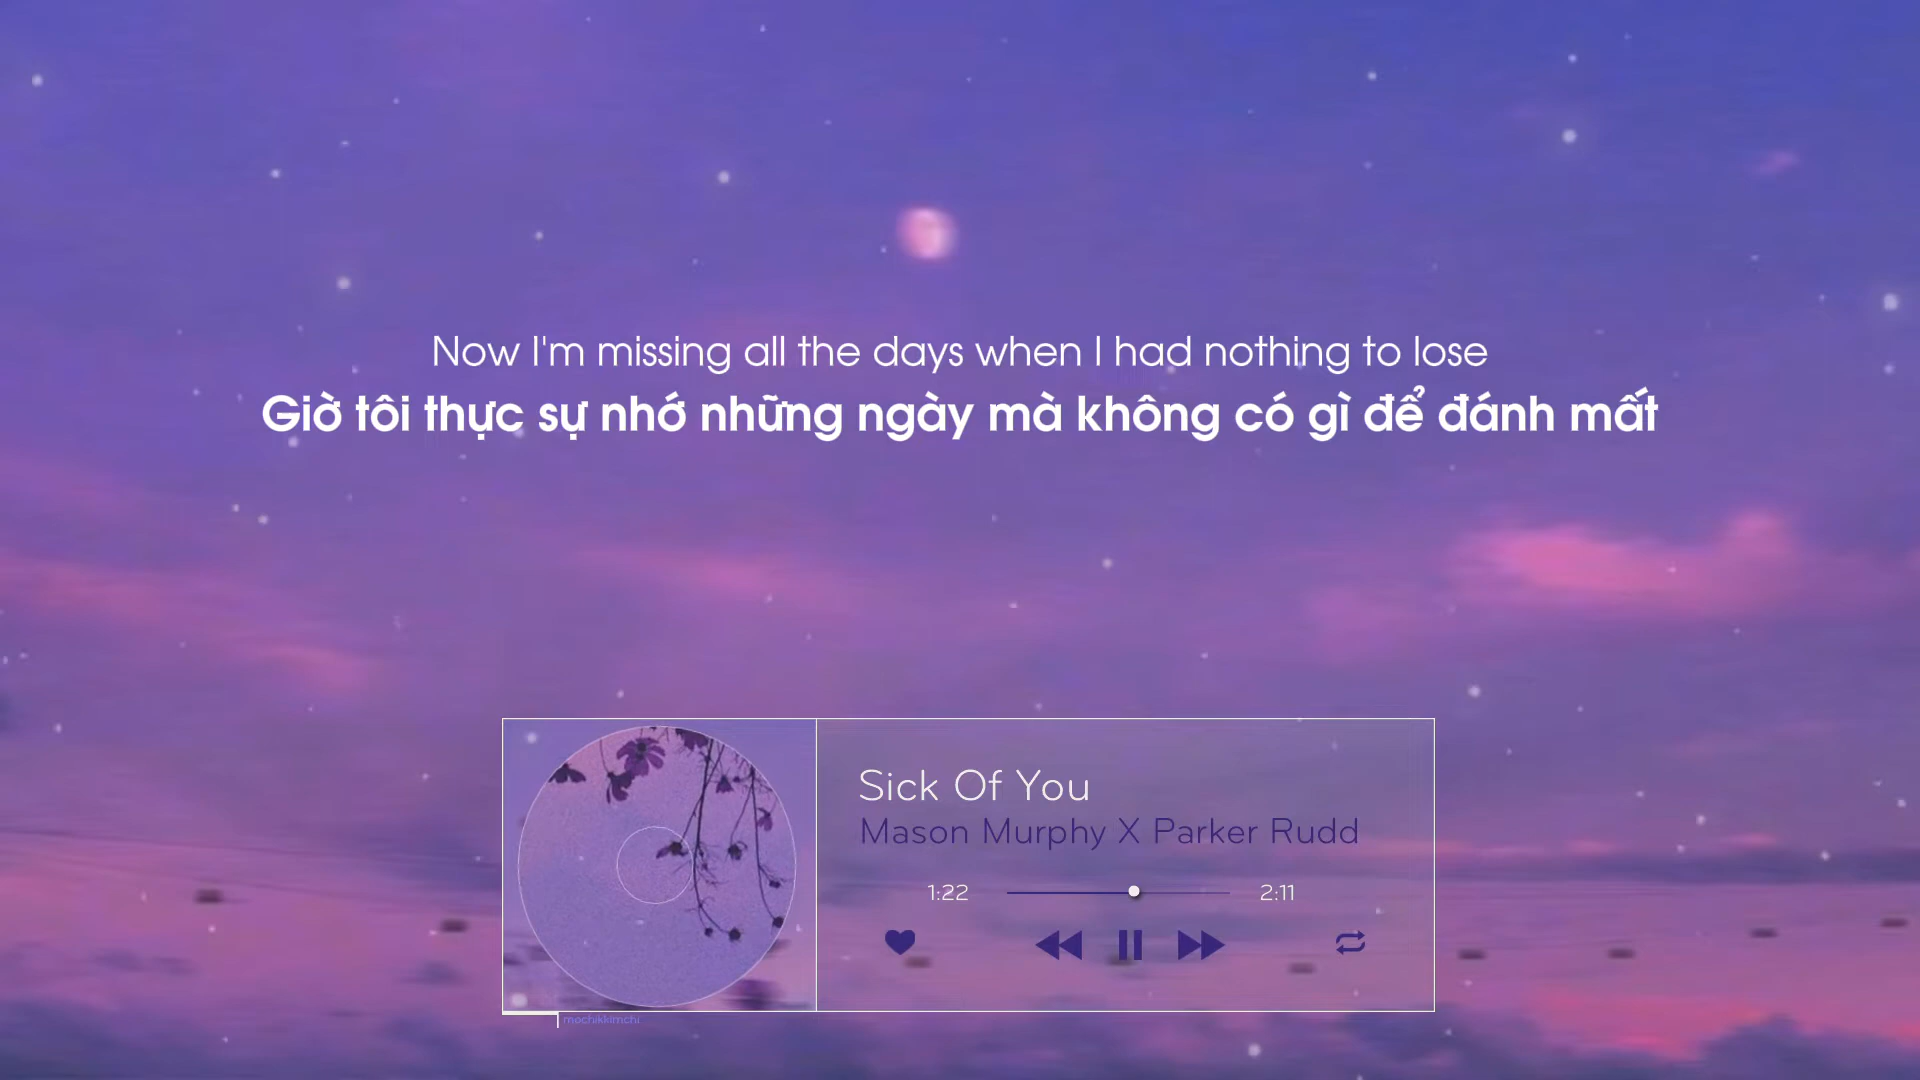 Now I'm missing all the days when I had nothing to lose
Giờ tôi thực sự nhớ những ngày mà không có gì để đánh mất
Sick Of You
Mason Murphy X Parker Rudd
1:22
2:11
mochikkimchi